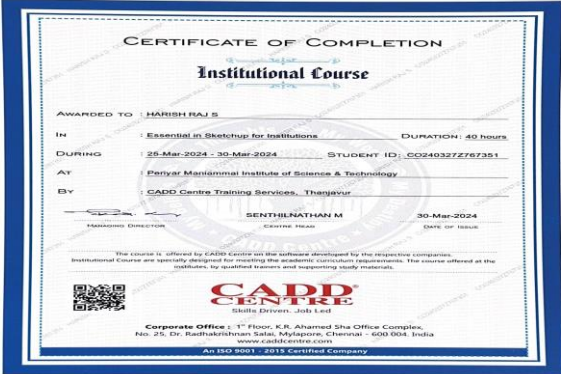 CERTIFICATE OF COMPLETION
Institutional Course
AWARDED TO : HARISH RAJ S
IN : Essential in Sketchup for Institutions DURATION: 40 hours
DURING : 25-Mar-2024 - 30-Mar-2024 STUDENT ID: CO240327Z767351
AT : Periyar Maniammai Institute of Science & Technology
BY : CADD Centre Training Services, Thanjavur
SENTHILNATHAN M 30-Mar-2024
MANAGING DIRECTOR CENTRE HEAD DATE OF ISSUE
The course is offered by CADD Centre on the software developed by the respective companies.
Institutional Course are specially designed for meeting the academic curriculum requirements. The course offered at the
institutes, by qualified trainers and supporting study materials.
CADD
CENTRE
Skills Driven. Job Led
Corporate Office : 1st Floor, K.R. Ahamed Sha Office Complex,
No. 25, Dr. Radhakrishnan Salai, Mylapore, Chennai - 600 004. India
www.caddcentre.com
An ISO 9001 - 2015 Certified Company